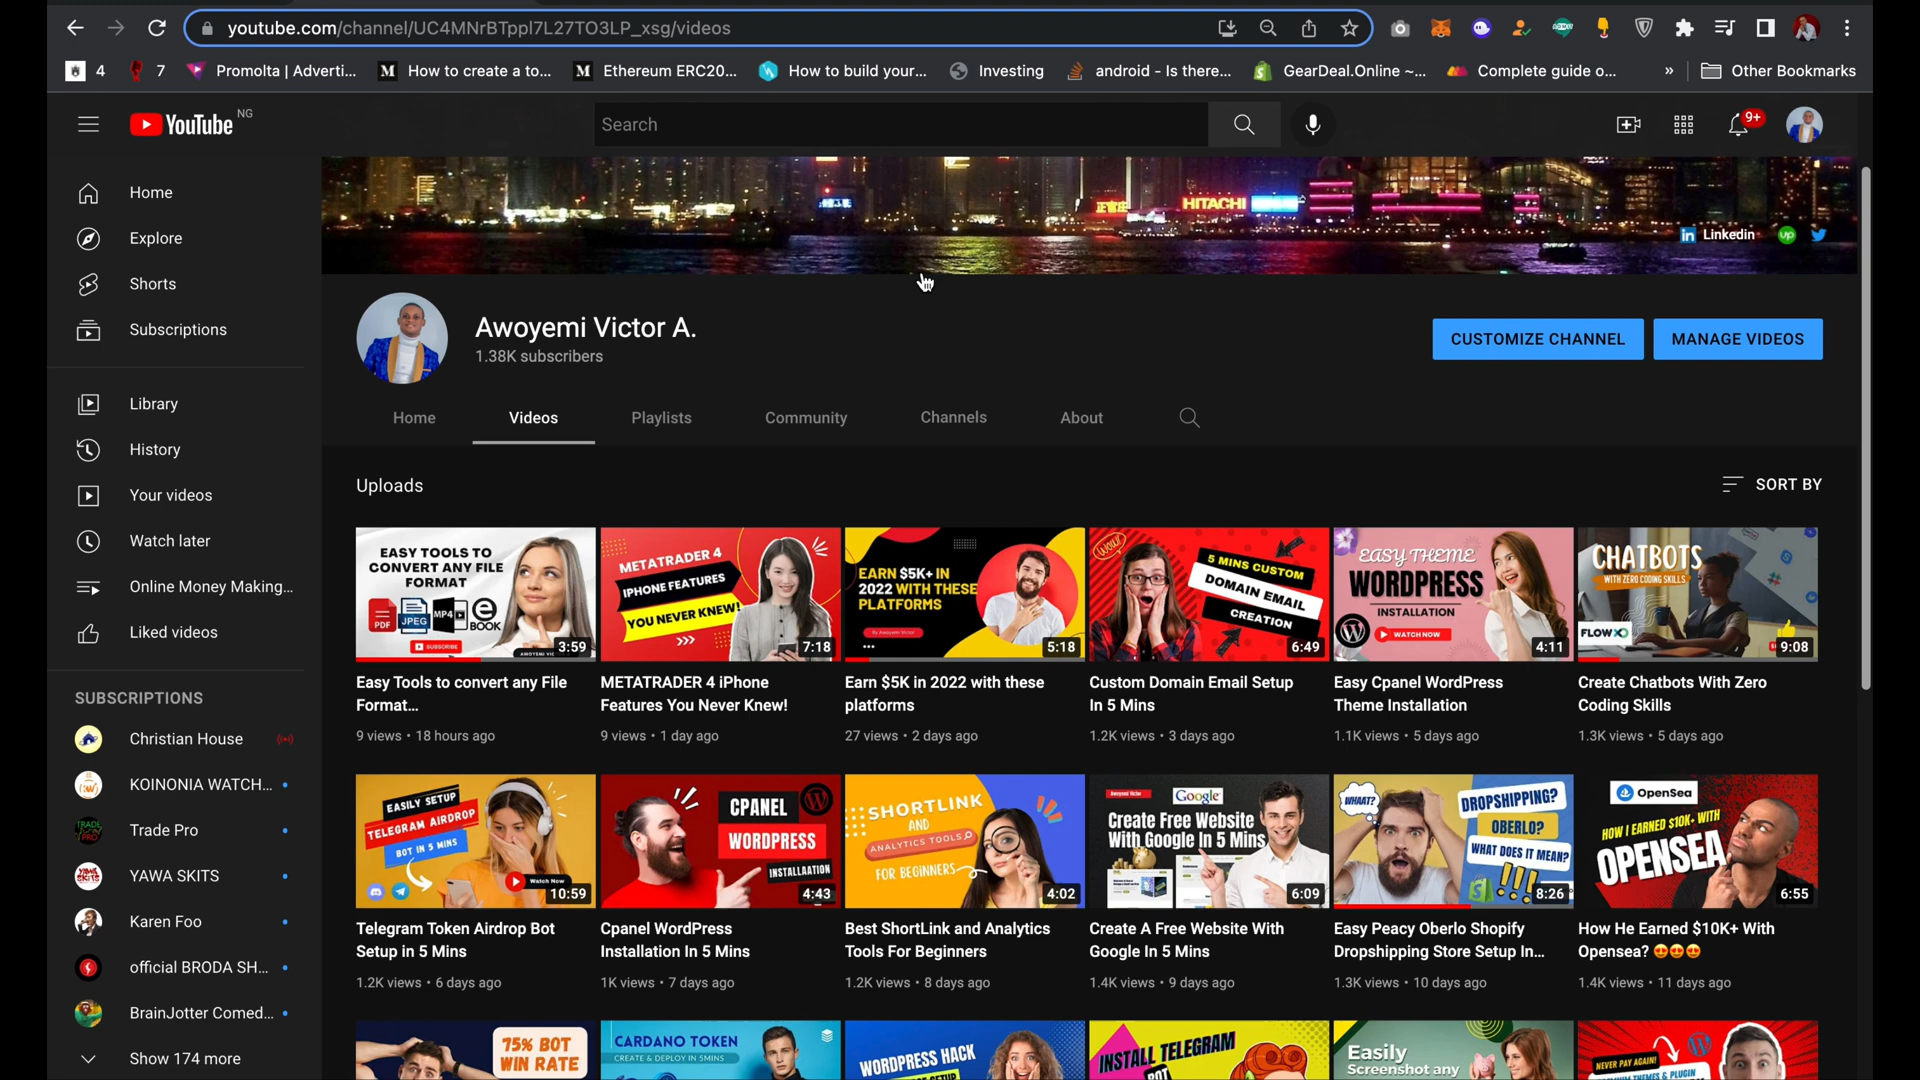 youtube.com/channel/UC4MNrBTppl7L27TO3LP_xsg/videos
4
7
Promolta | Adverti...
How to create a to...
Ethereum ERC20...
How to build your...
Investing
android - Is there...
GearDeal.Online ~...
Complete guide o...
»
Other Bookmarks
YouTube NG
Search
9+
HITACHI
Linkedin
up
Home
Explore
Shorts
Subscriptions
Library
History
Your videos
Watch later
Online Money Making...
Liked videos
SUBSCRIPTIONS
Christian House
KOINONIA WATCH...
Trade Pro
YAWA SKITS
Karen Foo
official BRODA SH...
BrainJotter Comed...
Show 174 more
Awoyemi Victor A.
1.38K subscribers
CUSTOMIZE CHANNEL
MANAGE VIDEOS
Home
Videos
Playlists
Community
Channels
About
Uploads
SORT BY
EASY TOOLS TO
CONVERT ANY FILE
FORMAT
PDF
JPEG
MP4
BOOK
SUBSCRIBE
3:59
METATRADER 4
IPHONE FEATURES
YOU NEVER KNEW!
7:18
EARN $5K+ IN
2022 WITH THESE
PLATFORMS
By Awoyemi Victor
5:18
WOW!
5 MINS CUSTOM
DOMAIN EMAIL
CREATION
6:49
EASY THEME
WORDPRESS
INSTALLATION
WATCH NOW
4:11
CHATBOTS
WITH ZERO CODING SKILLS
FLOW XO
9:08
Easy Tools to convert any File
Format...
9 views • 18 hours ago
METATRADER 4 iPhone
Features You Never Knew!
9 views • 1 day ago
Earn $5K in 2022 with these
platforms
27 views • 2 days ago
Custom Domain Email Setup
In 5 Mins
1.2K views • 3 days ago
Easy Cpanel WordPress
Theme Installation
1.1K views • 5 days ago
Create Chatbots With Zero
Coding Skills
1.3K views • 5 days ago
EASILY SETUP
TELEGRAM AIRDROP
BOT IN 5 MINS
Watch Now
10:59
CPANEL
WORDPRESS
INSTALLATION
4:43
SHORTLINK
AND
ANALYTICS TOOLS
FOR BEGINNERS
4:02
Awoyemi Victor
Google
Create Free Website
With Google In 5 Mins
6:09
WHAAT?
DROPSHIPPING?
OBERLO?
WHAT DOES IT MEAN?
!!!
8:26
OpenSea
HOW I EARNED $10K+ WITH
OPENSEA
6:55
Telegram Token Airdrop Bot
Setup in 5 Mins
1.2K views • 6 days ago
Cpanel WordPress
Installation In 5 Mins
1K views • 7 days ago
Best ShortLink and Analytics
Tools For Beginners
1.2K views • 8 days ago
Create A Free Website With
Google In 5 Mins
1.4K views • 9 days ago
Easy Peacy Oberlo Shopify
Dropshipping Store Setup In...
1.3K views • 10 days ago
How He Earned $10K+ With
Opensea? 😍😍😍
1.4K views • 11 days ago
75% BOT
WIN RATE
CARDANO TOKEN
CREATE & DEPLOY IN 5MINS
WORDPRESS HACK
INSTALL TELEGRAM
BOT
Easily
Screenshot any
NEVER PAY AGAIN!